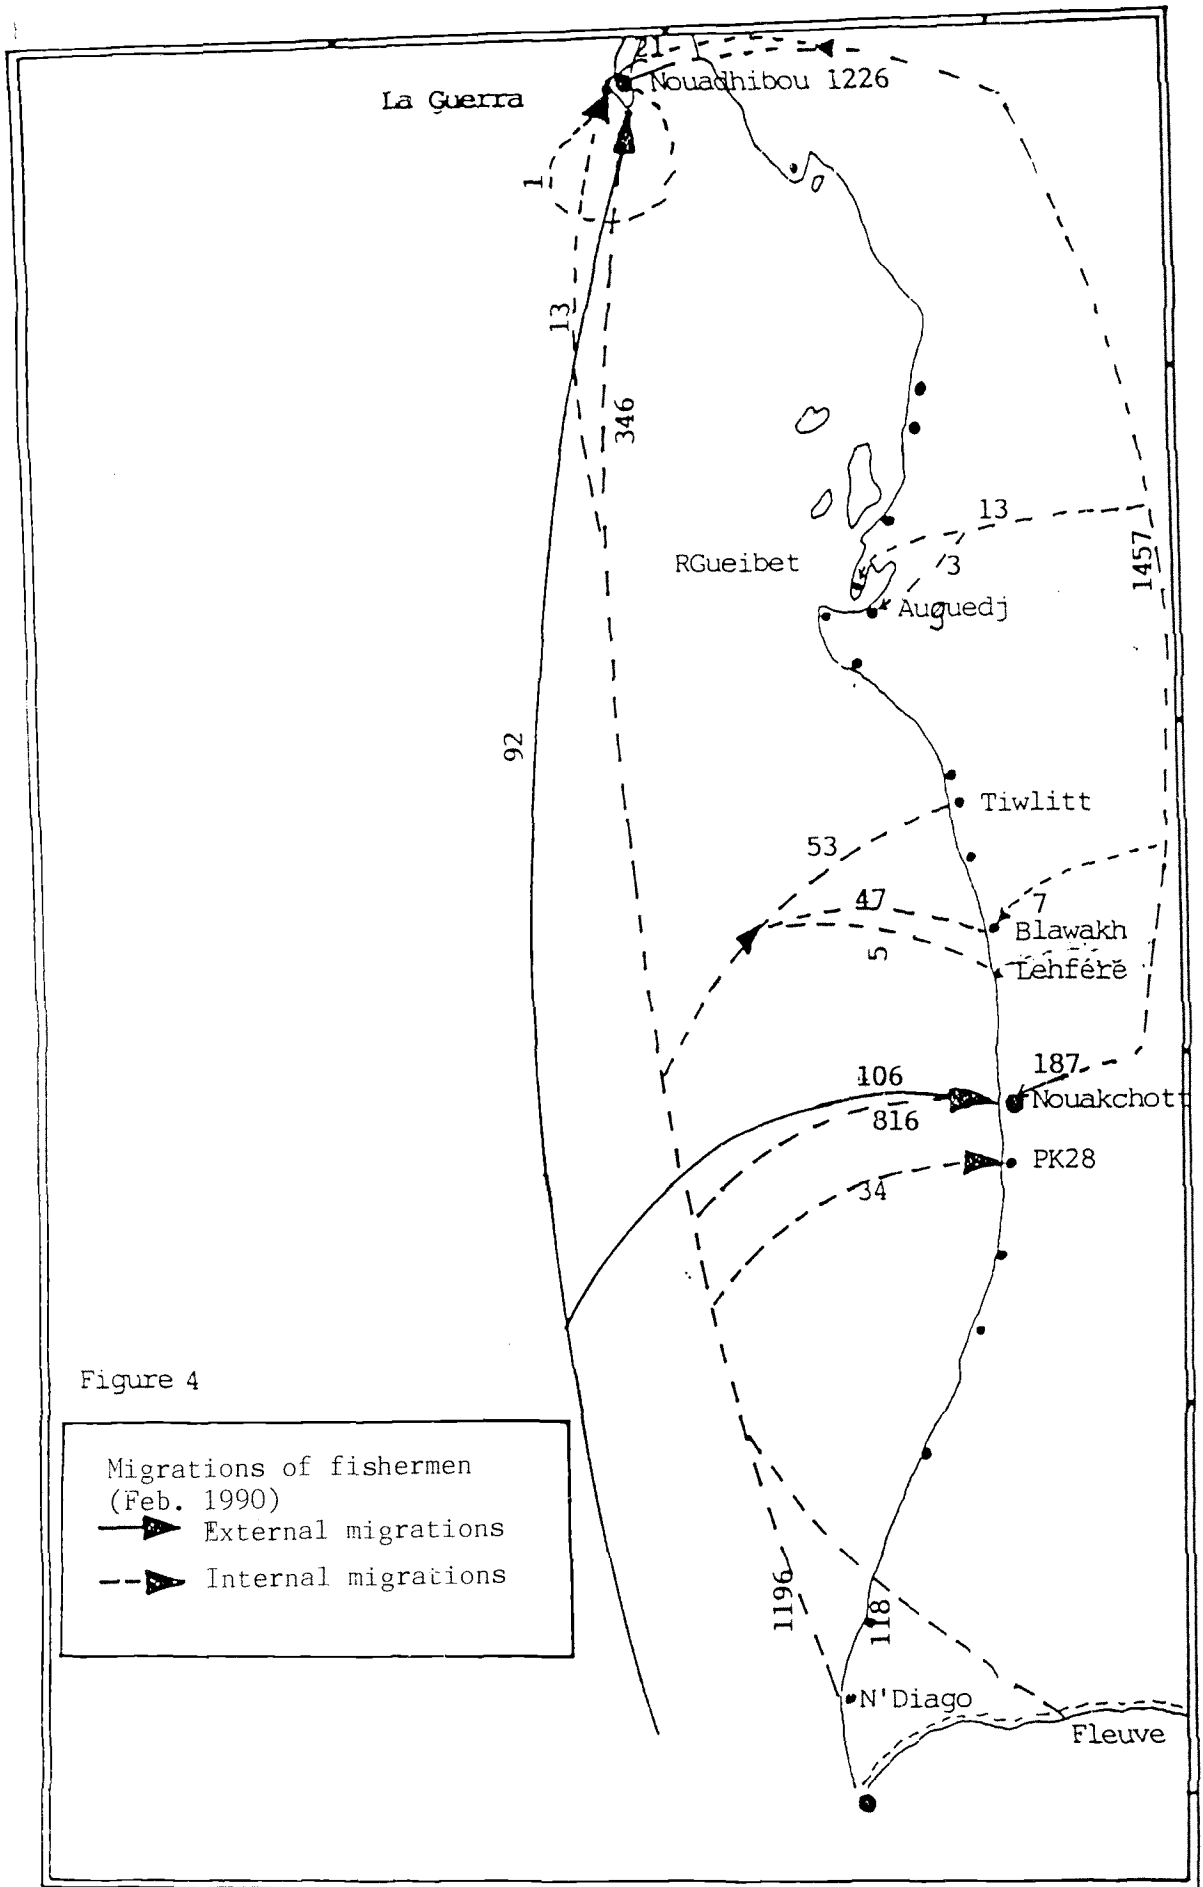 21
Nouadhibou 1226
La Guerra
1
13
346
13
RGueibet
3
1457
Auguedj
92
Tiwlitt
53
47
7
Blawakh
5
Lehféré
106
187
Nouakchott
816
PK28
34
Figure 4
Migrations of fishermen
(Feb. 1990)
External migrations
Internal migrations
1196
118
N'Diago
Fleuve